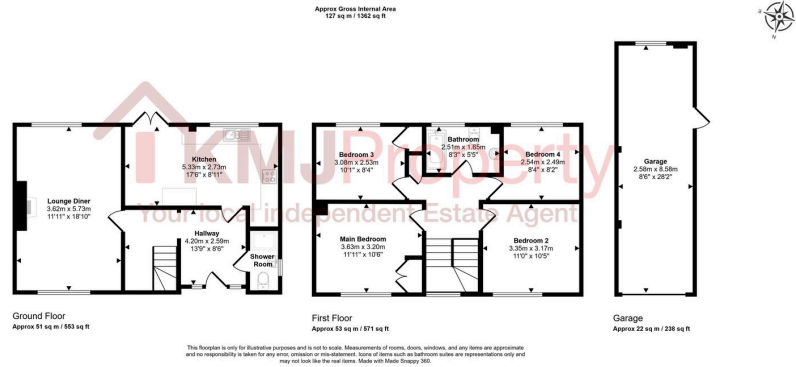 Approx Gross Internal Area
127 sq m / 1362 sq ft
N
KMJ Property
Your local independent Estate Agent
Kitchen
5.33m x 2.73m
17'6" x 8'11"
Lounge Diner
3.62m x 5.73m
11'11" x 18'10"
Hallway
4.20m x 2.59m
13'9" x 8'6"
Shower
Room
Ground Floor
Approx 51 sq m / 553 sq ft
Bedroom 3
3.08m x 2.53m
10'1" x 8'4"
Bathroom
2.51m x 1.65m
8'3" x 5'5"
Bedroom 4
2.54m x 2.49m
8'4" x 8'2"
Main Bedroom
3.63m x 3.20m
11'11" x 10'6"
Bedroom 2
3.35m x 3.17m
11'0" x 10'5"
First Floor
Approx 53 sq m / 571 sq ft
Garage
2.58m x 8.58m
8'6" x 28'2"
Garage
Approx 22 sq m / 238 sq ft
This floorplan is only for illustrative purposes and is not to scale. Measurements of rooms, doors, windows, and any items are approximate
and no responsibility is taken for any error, omission or mis-statement. Icons of items such as bathroom suites are representations only and
may not look like the real items. Made with Made Snappy 360.